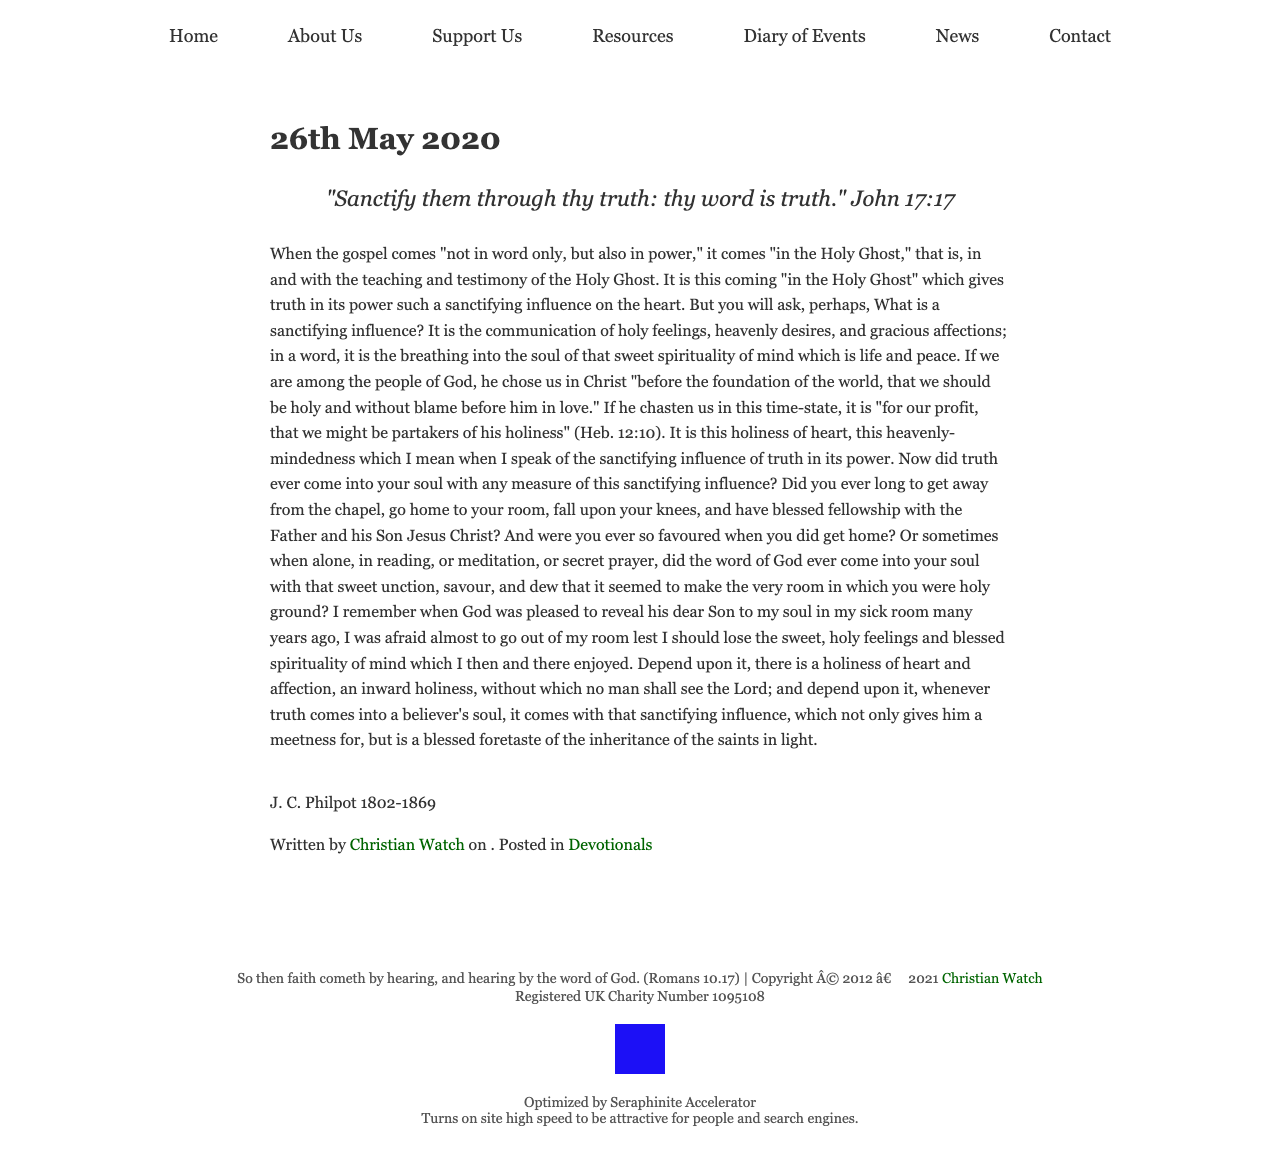 Home About Us Support Us Resources Diary of Events News Contact
26th May 2020
"Sanctify them through thy truth: thy word is truth." John 17:17
When the gospel comes "not in word only, but also in power," it comes "in the Holy Ghost," that is, in
and with the teaching and testimony of the Holy Ghost. It is this coming "in the Holy Ghost" which gives
truth in its power such a sanctifying influence on the heart. But you will ask, perhaps, What is a
sanctifying influence? It is the communication of holy feelings, heavenly desires, and gracious affections;
in a word, it is the breathing into the soul of that sweet spirituality of mind which is life and peace. If we
are among the people of God, he chose us in Christ "before the foundation of the world, that we should
be holy and without blame before him in love." If he chasten us in this time-state, it is "for our profit,
that we might be partakers of his holiness" (Heb. 12:10). It is this holiness of heart, this heavenly-
mindedness which I mean when I speak of the sanctifying influence of truth in its power. Now did truth
ever come into your soul with any measure of this sanctifying influence? Did you ever long to get away
from the chapel, go home to your room, fall upon your knees, and have blessed fellowship with the
Father and his Son Jesus Christ? And were you ever so favoured when you did get home? Or sometimes
when alone, in reading, or meditation, or secret prayer, did the word of God ever come into your soul
with that sweet unction, savour, and dew that it seemed to make the very room in which you were holy
ground? I remember when God was pleased to reveal his dear Son to my soul in my sick room many
years ago, I was afraid almost to go out of my room lest I should lose the sweet, holy feelings and blessed
spirituality of mind which I then and there enjoyed. Depend upon it, there is a holiness of heart and
affection, an inward holiness, without which no man shall see the Lord; and depend upon it, whenever
truth comes into a believer's soul, it comes with that sanctifying influence, which not only gives him a
meetness for, but is a blessed foretaste of the inheritance of the saints in light.
J. C. Philpot 1802-1869
Written by Christian Watch on . Posted in Devotionals
So then faith cometh by hearing, and hearing by the word of God. (Romans 10.17) | Copyright Â© 2012 â€ 2021 Christian Watch
Registered UK Charity Number 1095108
Optimized by Seraphinite Accelerator
Turns on site high speed to be attractive for people and search engines.